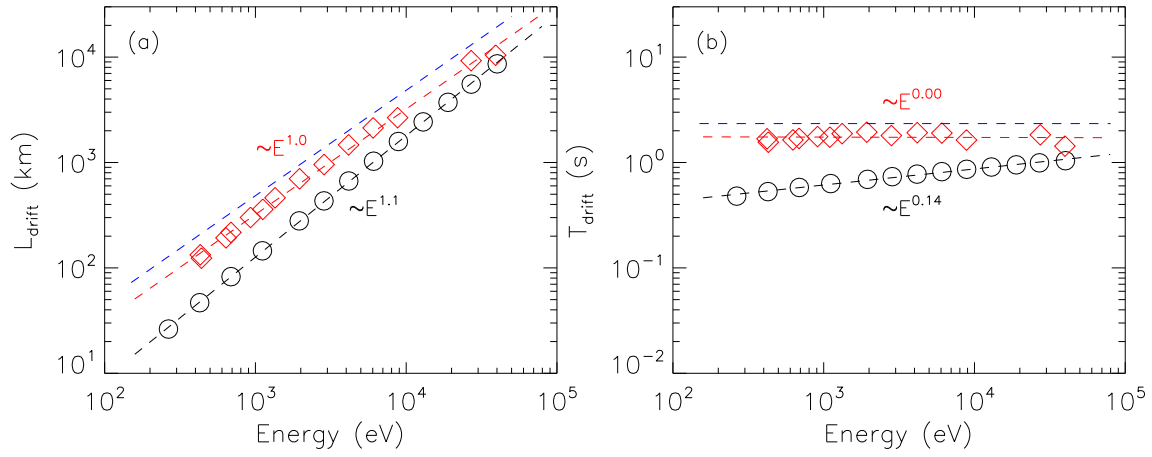 (a)
~E^1.0
~E^1.1
10^4
10^3
10^2
10^1
L_drift (km)
10^2 10^3 10^4 10^5
Energy (eV)
(b)
~E^0.00
~E^0.14
10^2
10^1
10^0
10^-1
10^-2
T_drift (s)
10^2 10^3 10^4 10^5
Energy (eV)